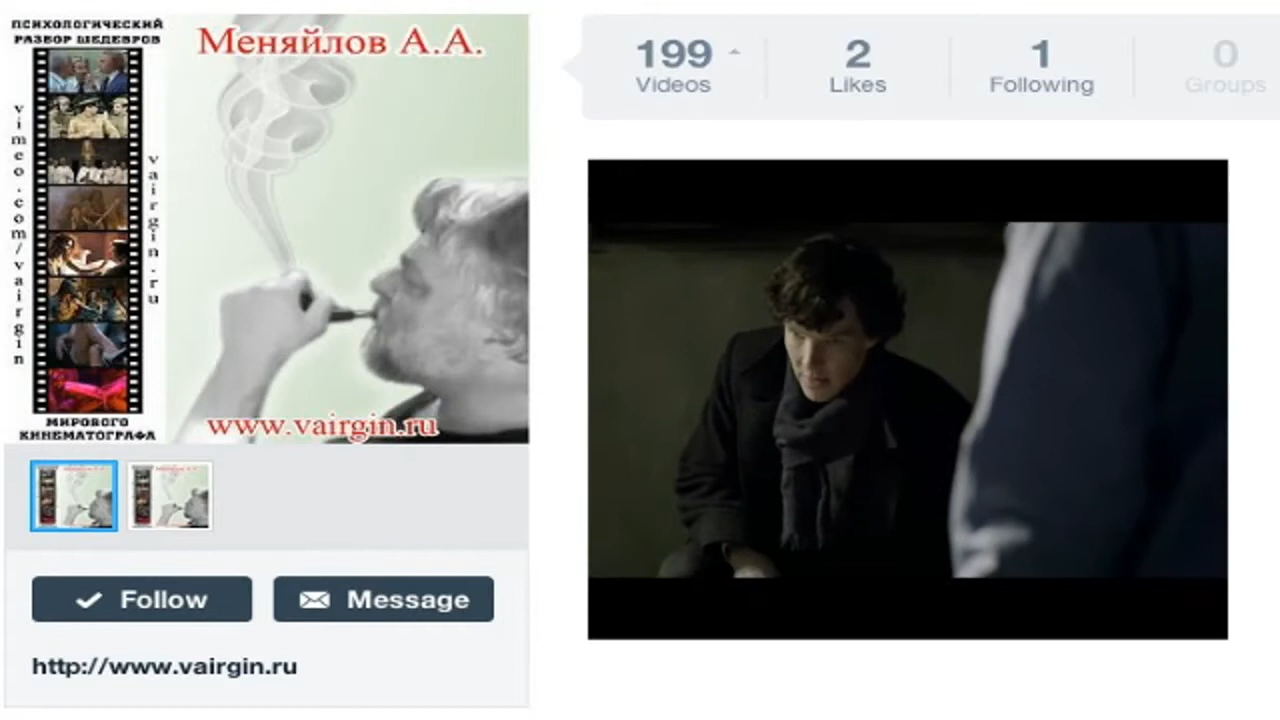 ПСИХОЛОГИЧЕСКИЙ
РАЗБОР ШЕДЕВРОВ
Меняйлов А.А.
vimeo.com/vairgin
vairgin.ru
www.vairgin.ru
МИРОВОГО
КИНЕМАТОГРАФА
199
Videos
2
Likes
1
Following
0
Groups
Follow
Message
http://www.vairgin.ru